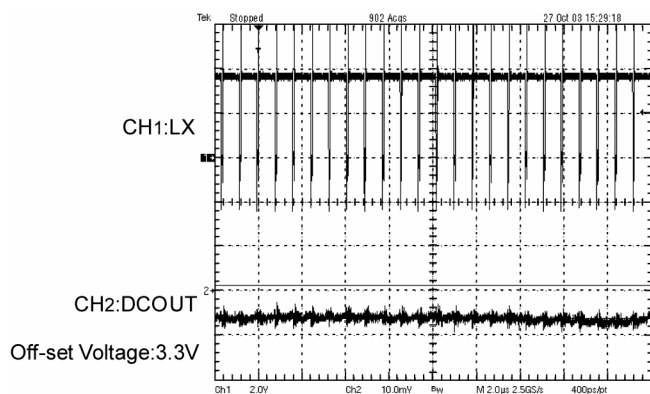 Tek Stopped 902 Acqs 27 Oct 03 15:29:18
CH1:LX
1
2
CH2:DCOUT
Off-set Voltage:3.3V
Ch1 2.0V Ch2 10.0mV BW M 2.0µs 2.5GS/s 400ps/pt